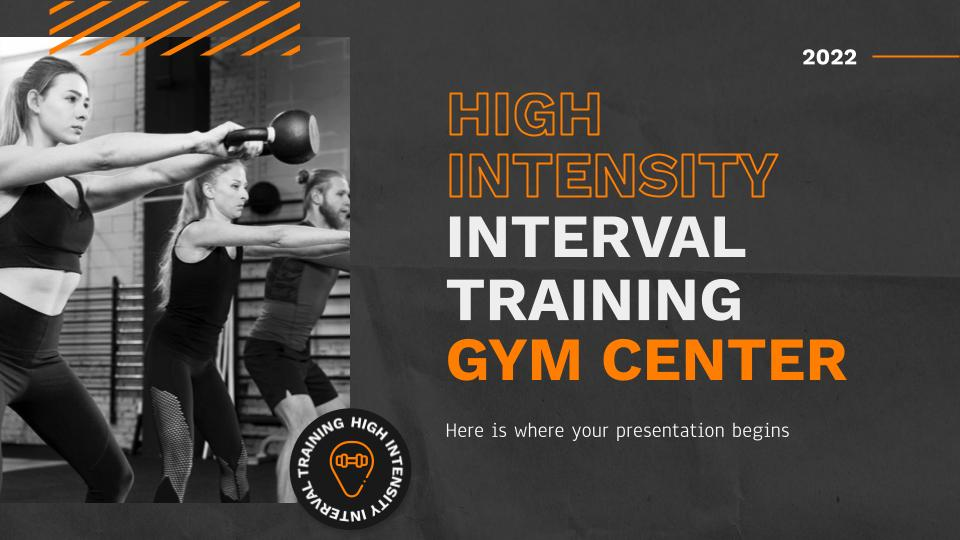 2022
HIGH
INTENSITY
INTERVAL
TRAINING
GYM CENTER
Here is where your presentation begins
HIGH INTENSITY INTERVAL TRAINING